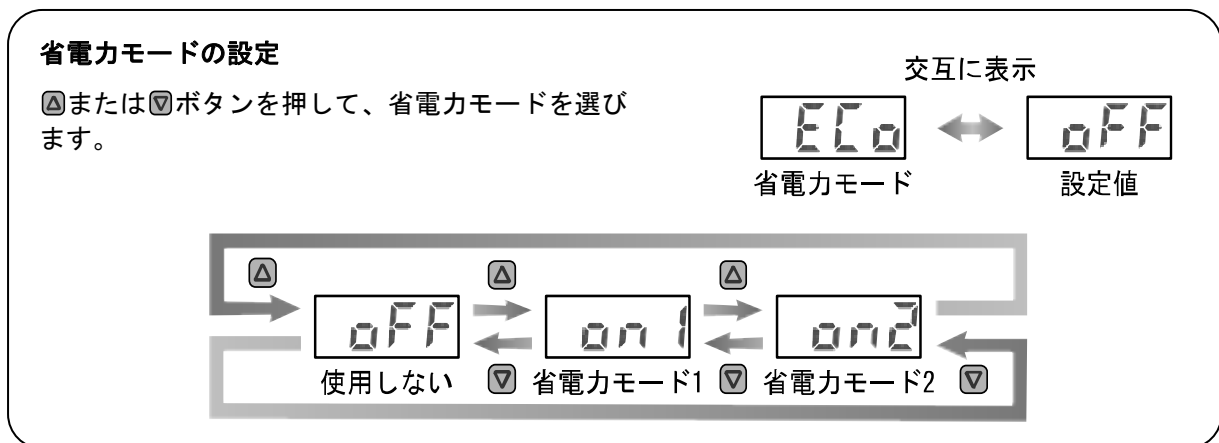 省電力モードの設定
△または▽ボタンを押して、省電力モードを選び
ます。
交互に表示
ECo
oFF
省電力モード
設定値
△
△
△
oFF
on1
on2
使用しない
▽
省電力モード1
▽
省電力モード2
▽